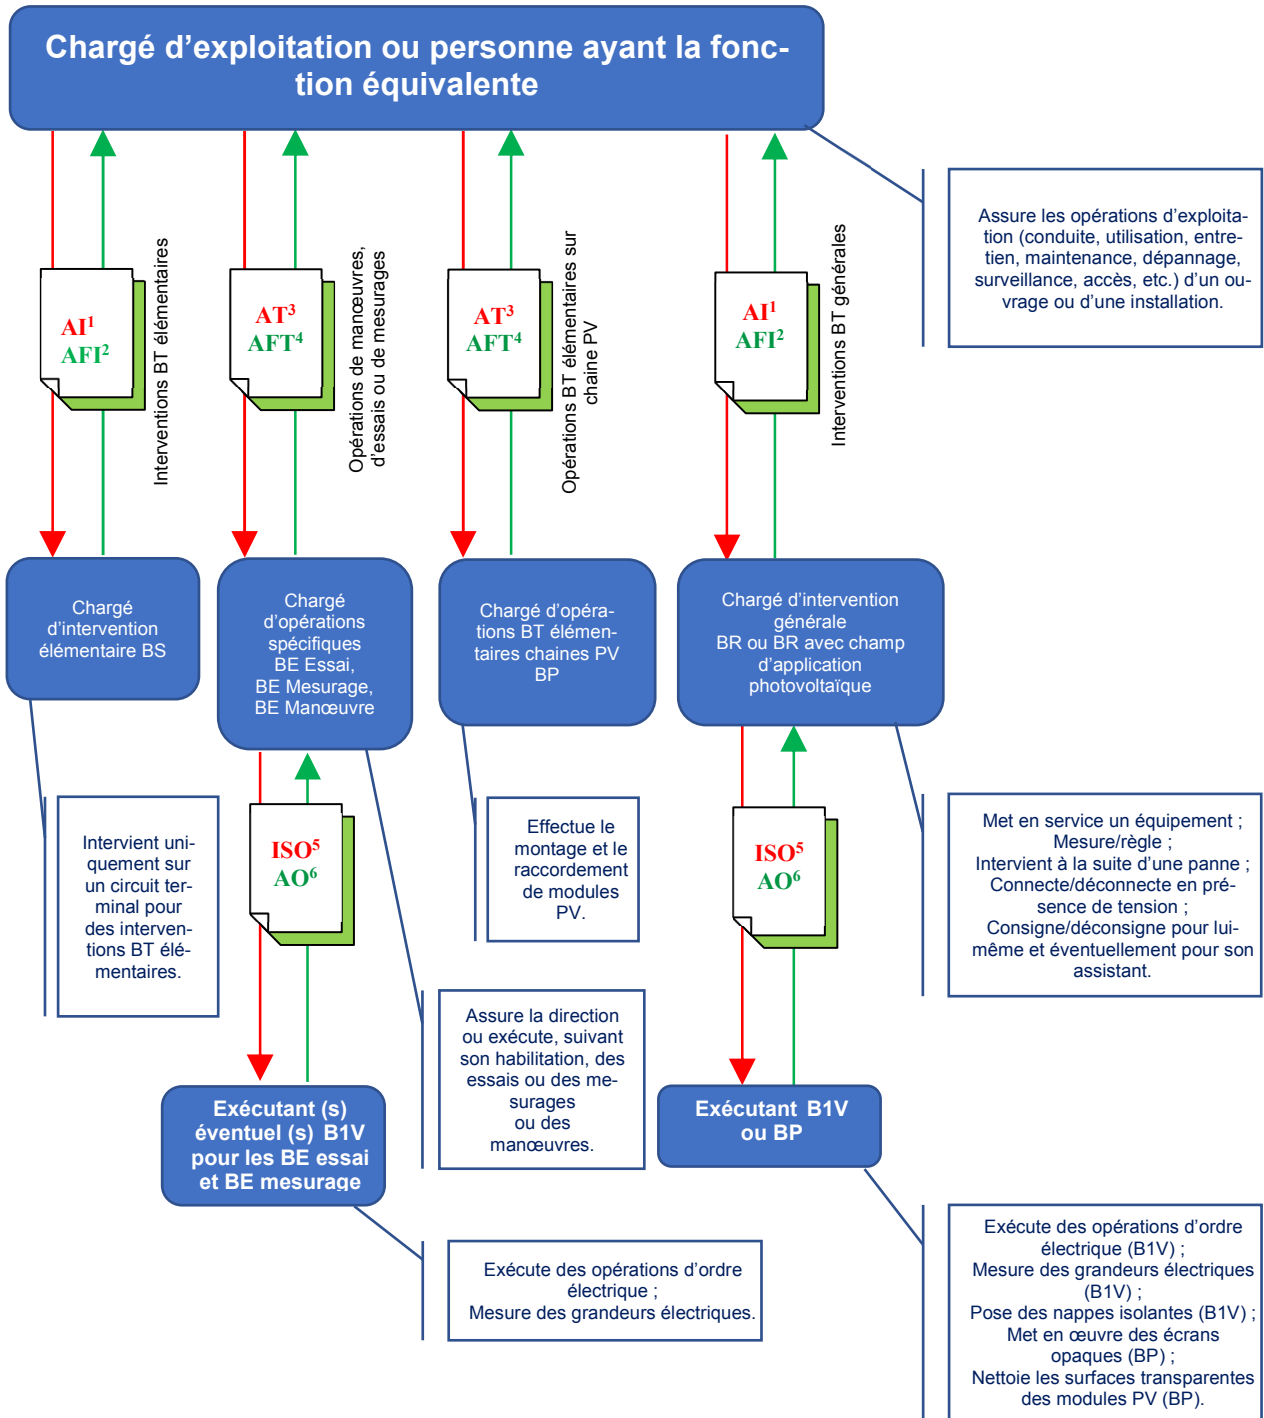 Chargé d’exploitation ou personne ayant la fonc-
tion équivalente
Assure les opérations d’exploita-
tion (conduite, utilisation, entre-
tien, maintenance, dépannage,
surveillance, accès, etc.) d’un ou-
vrage ou d’une installation.
AI¹
AFI²
Interventions BT élémentaires
AT³
AFT⁴
Opérations de manœuvres,
d’essais ou de mesurages
AT³
AFT⁴
Opérations BT élémentaires sur
chaine PV
AI¹
AFI²
Interventions BT générales
Chargé
d’intervention
élémentaire BS
Chargé
d’opérations
spécifiques
BE Essai,
BE Mesurage,
BE Manœuvre
Chargé d’opéra-
tions BT élémen-
taires chaines PV
BP
Chargé d’intervention
générale
BR ou BR avec champ
d’application
photovoltaïque
Intervient uni-
quement sur
un circuit ter-
minal pour
des interven-
tions BT élé-
mentaires.
ISO⁵
AO⁶
Effectue le
montage et le
raccordement
de modules
PV.
ISO⁵
AO⁶
Met en service un équipement ;
Mesure/règle ;
Intervient à la suite d’une panne ;
Connecte/déconnecte en pré-
sence de tension ;
Consigne/déconsigne pour lui-
même et éventuellement pour son
assistant.
Assure la direction
ou exécute, suivant
son habilitation, des
essais ou des me-
surages
ou des
manœuvres.
Exécutant (s)
éventuel (s) B1V
pour les BE essai
et BE mesurage
Exécutant B1V
ou BP
Exécute des opérations d’ordre
électrique ;
Mesure des grandeurs électriques.
Exécute des opérations d’ordre
électrique (B1V) ;
Mesure des grandeurs électriques
(B1V) ;
Pose des nappes isolantes (B1V) ;
Met en œuvre des écrans
opaques (BP) ;
Nettoie les surfaces transparentes
des modules PV (BP).